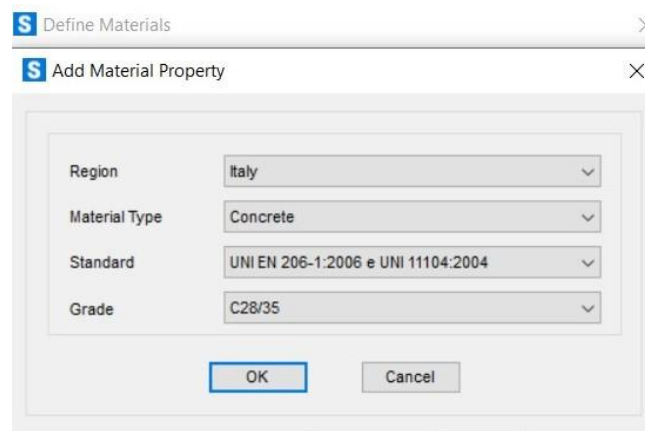 S Define Materials
S Add Material Property
Region Italy
Material Type Concrete
Standard UNI EN 206-1:2006 e UNI 11104:2004
Grade C28/35
OK Cancel